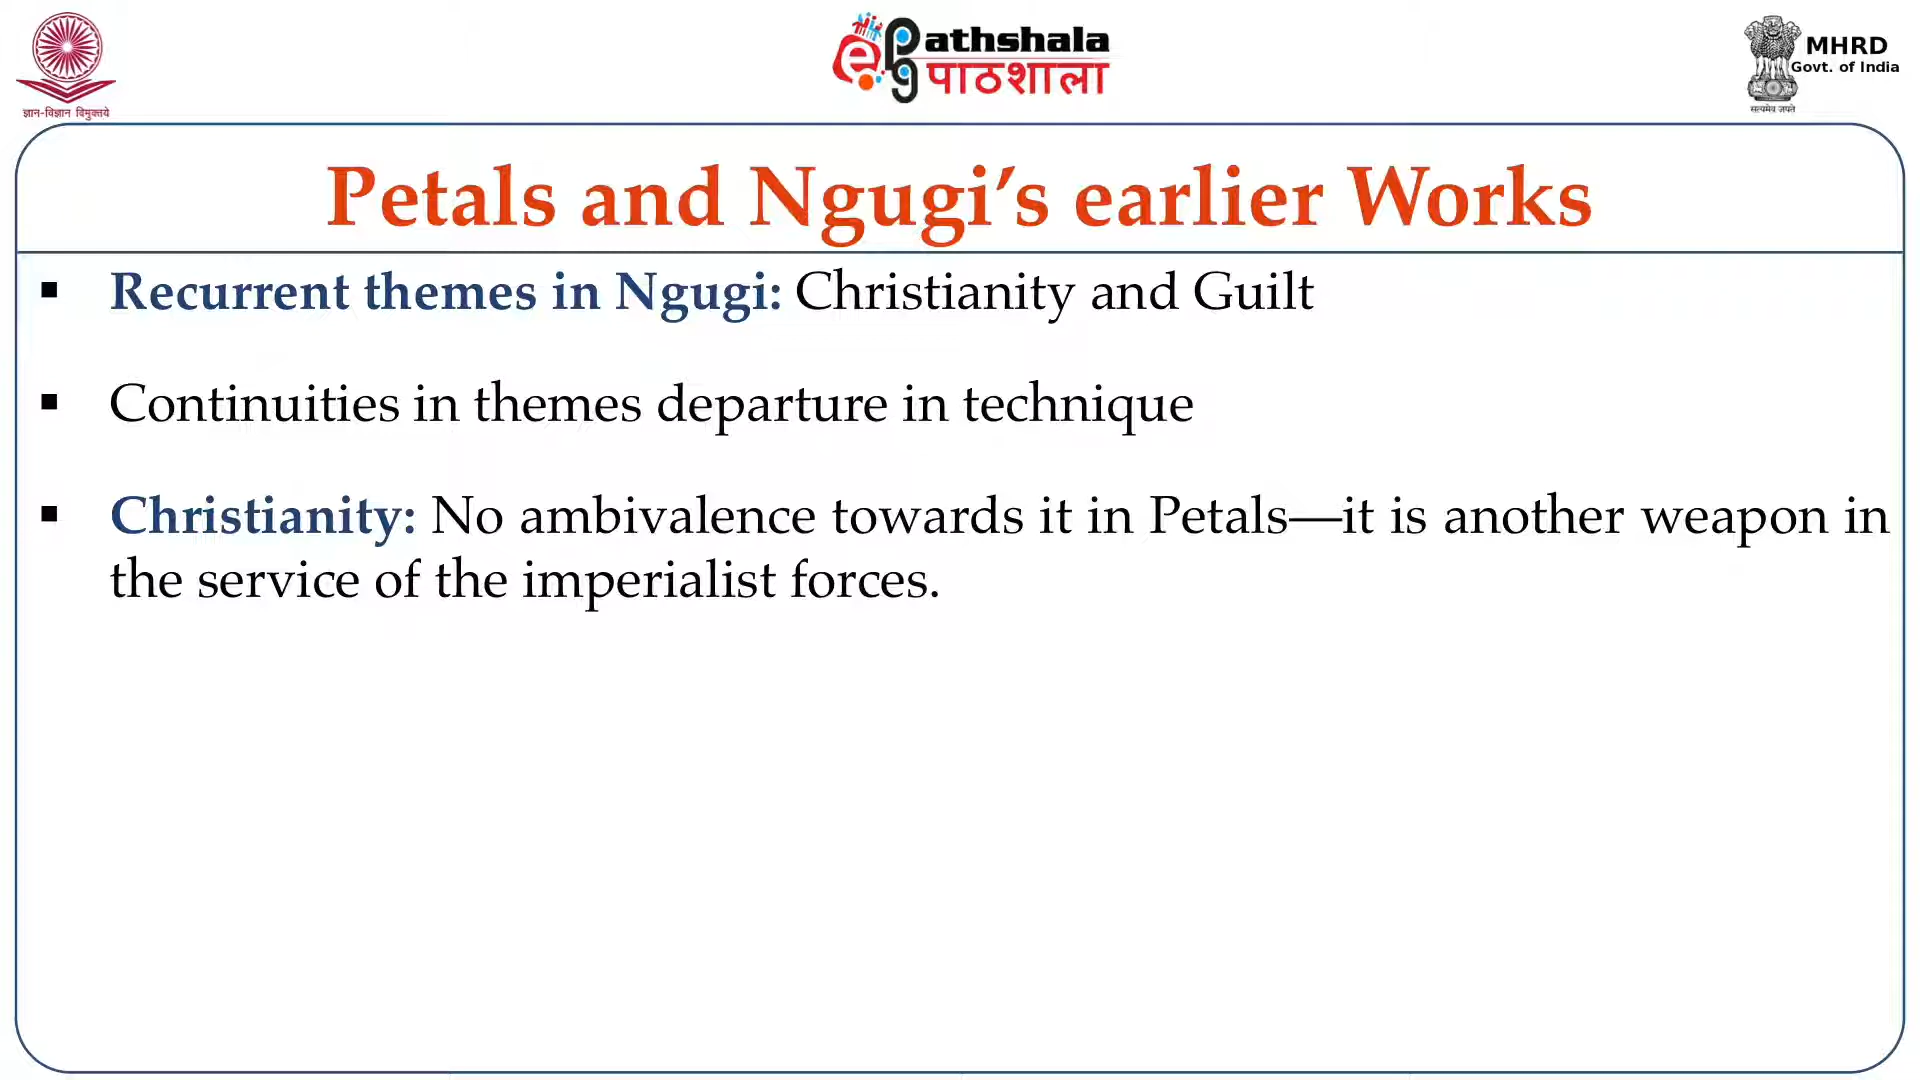 ज्ञान-विज्ञान विमुक्तये
ePathshala
पाठशाला
MHRD
Govt. of India
सत्यमेव जयते
Petals and Ngugi’s earlier Works
▪ Recurrent themes in Ngugi: Christianity and Guilt
▪ Continuities in themes departure in technique
▪ Christianity: No ambivalence towards it in Petals—it is another weapon in
the service of the imperialist forces.